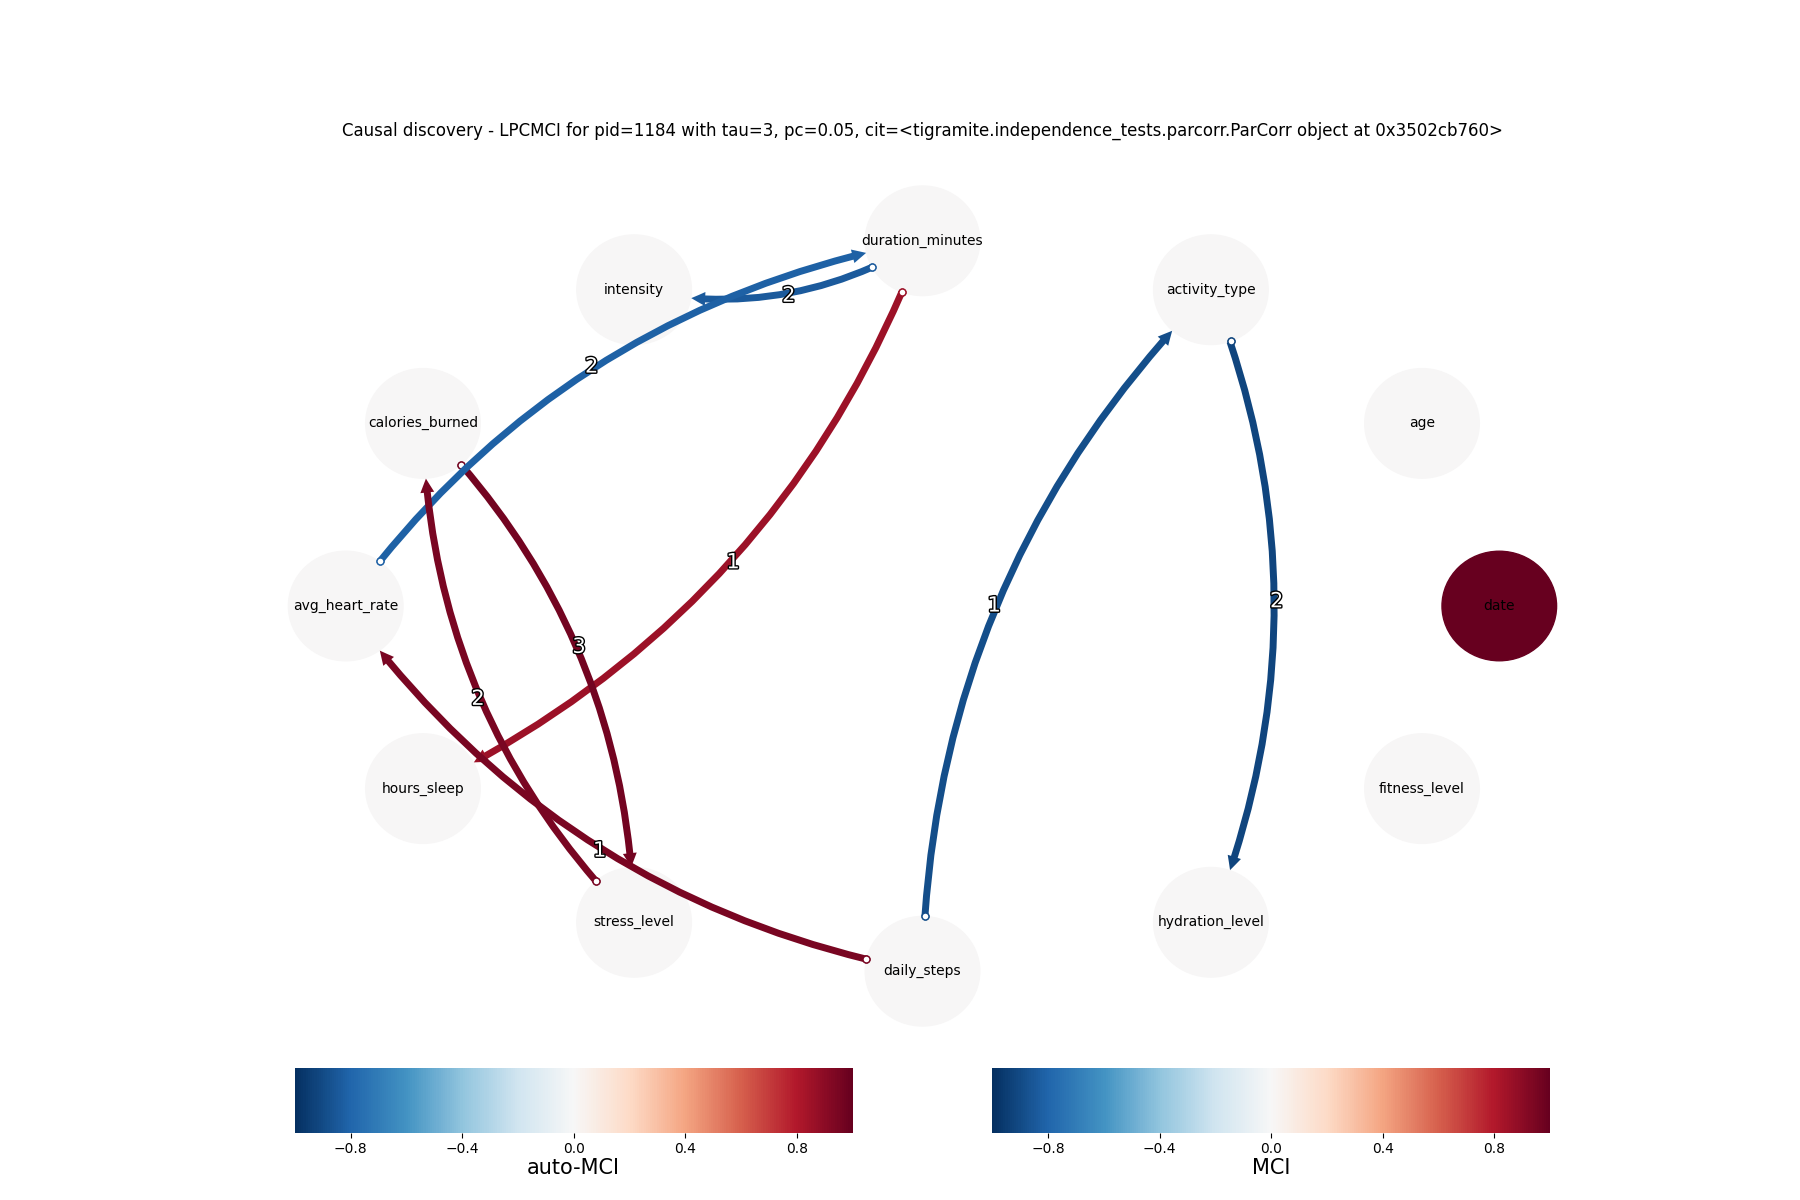 Causal discovery - LPCMCI for pid=1184 with tau=3, pc=0.05, cit=<tigramite.independence_tests.parcorr.ParCorr object at 0x3502cb760>
duration_minutes
intensity
activity_type
2
2
calories_burned
age
1
3
1
2
avg_heart_rate
date
2
hours_sleep
fitness_level
1
stress_level
hydration_level
daily_steps
−0.8 −0.4 0.0 0.4 0.8
auto-MCI
−0.8 −0.4 0.0 0.4 0.8
MCI